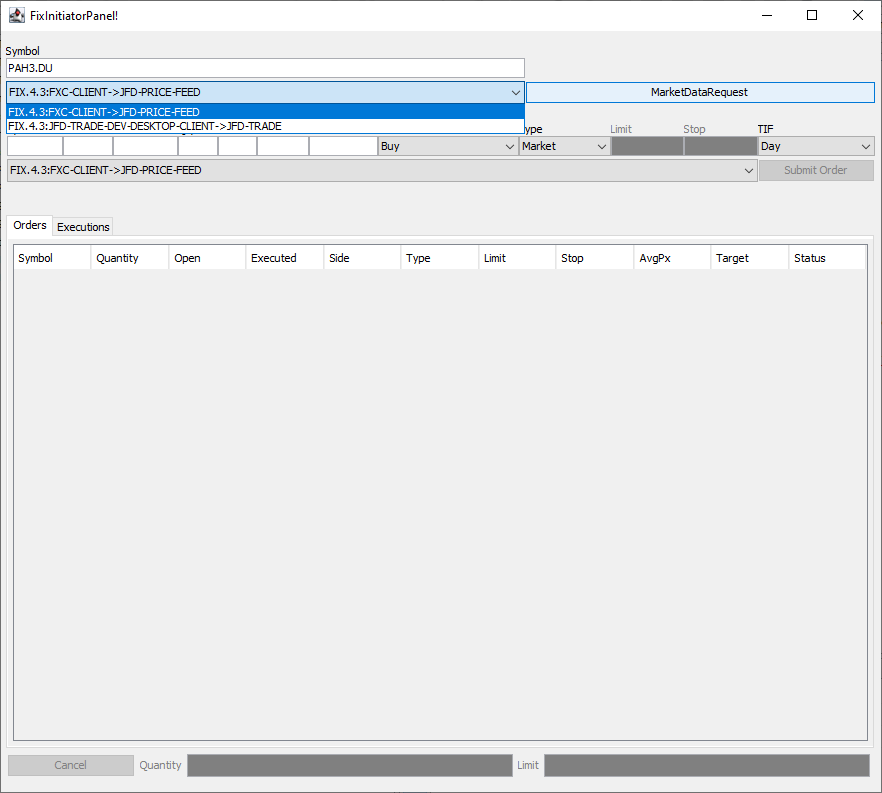 FixInitiatorPanel!
Symbol
PAH3.DU
FIX.4.3:FXC-CLIENT->JFD-PRICE-FEED MarketDataRequest
FIX.4.3:FXC-CLIENT->JFD-PRICE-FEED
FIX.4.3:JFD-TRADE-DEV-DESKTOP-CLIENT->JFD-TRADE
ype Limit Stop TIF
Buy Market Day
FIX.4.3:FXC-CLIENT->JFD-PRICE-FEED Submit Order
Orders Executions
Symbol Quantity Open Executed Side Type Limit Stop AvgPx Target Status
Cancel Quantity Limit